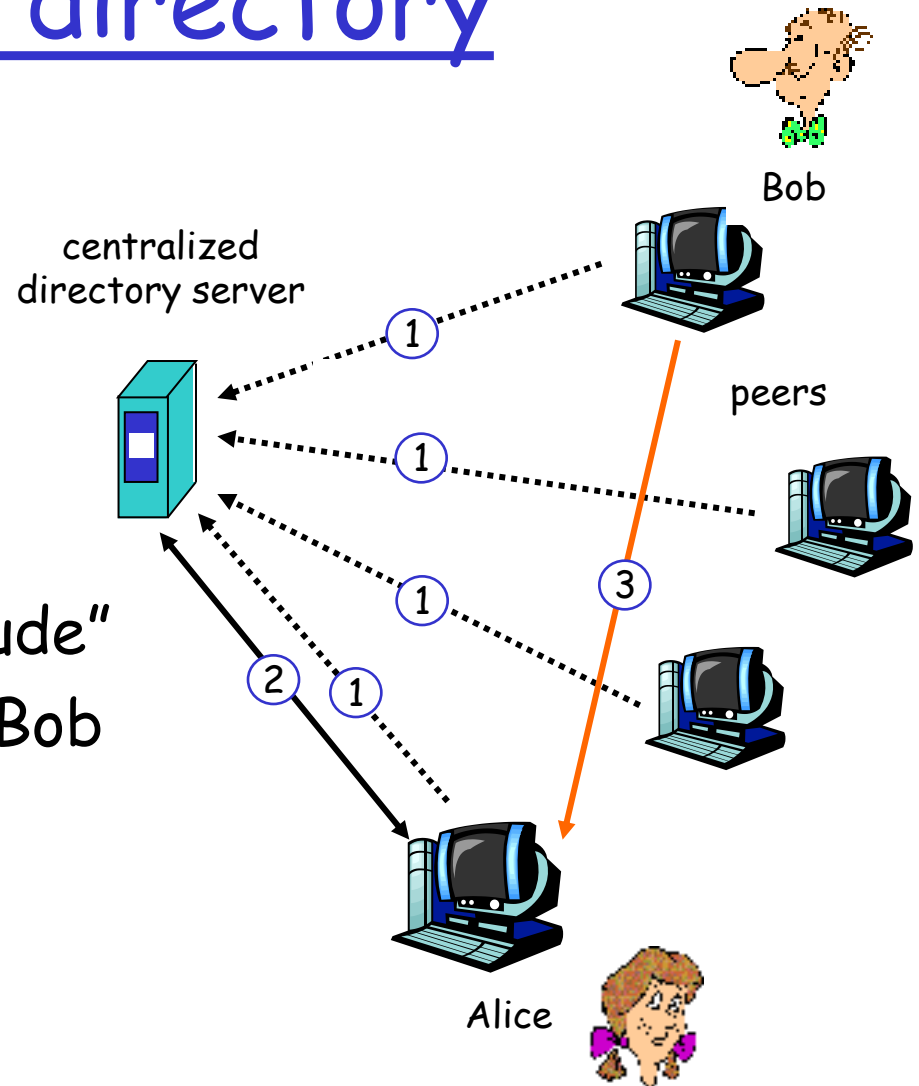 directory
Bob
centralized
directory server
1
peers
1
3
1
ude”
2
1
Bob
Alice